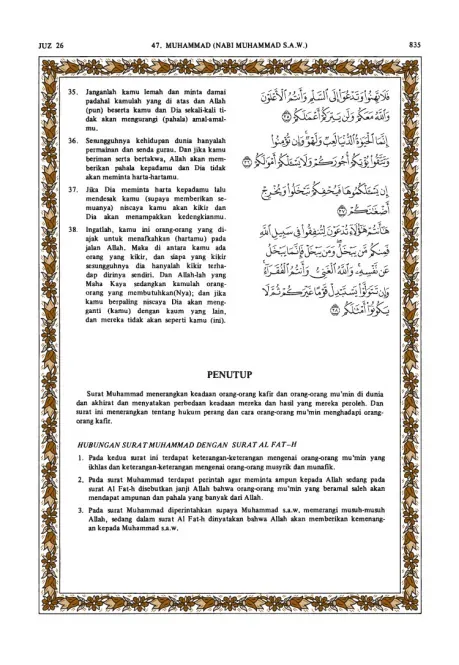 JUZ 26 47. MUHAMMAD (NABI MUHAMMAD S.A.W.) 835
35. Janganlah kamu lemah dan minta damai
padahal kamulah yang di atas dan Allah
(pun) beserta kamu dan Dia sekali-kali ti-
dak akan mengurangi (pahala) amal-amal-
mu.
36. Sesungguhnya kehidupan dunia hanyalah
permainan dan senda gurau. Dan jika kamu
beriman serta bertakwa, Allah akan mem-
berikan pahala kepadamu dan Dia tidak
akan meminta harta-hartamu.
37. Jika Dia meminta harta kepadamu lalu
mendesak kamu (supaya memberikan se-
muanya) niscaya kamu akan kikir dan
Dia akan menampakkan kedengkianmu.
38. Ingatlah, kamu ini orang-orang yang di-
ajak untuk menafkahkan (hartamu) pada
jalan Allah. Maka di antara kamu ada
orang yang kikir, dan siapa yang kikir
sesungguhnya dia hanyalah kikir terha-
dap dirinya sendiri. Dan Allah-lah yang
Maha Kaya sedangkan kamulah orang-
orang yang membutuhkan(Nya); dan jika
kamu berpaling niscaya Dia akan meng-
ganti (kamu) dengan kaum yang lain,
dan mereka tidak akan seperti kamu (ini).
فَلَا تَهِنُوا وَتَدْعُوا إِلَى السَّلْمِ وَأَنْتُمُ الْأَعْلَوْنَ
وَاللَّهُ مَعَكُمْ وَلَنْ يَتِرَكُمْ أَعْمَالَكُمْ ﴿٣٥﴾
إِنَّمَا الْحَيَوٰةُ الدُّنْيَا لَعِبٌ وَلَهْوٌ وَإِنْ تُؤْمِنُوا
وَتَتَّقُوا يُؤْتِكُمْ أُجُورَكُمْ وَلَا يَسْـَٔلْكُمْ أَمْوَالَكُمْ ﴿٣٦﴾
إِنْ يَسْـَٔلْكُمُوهَا فَيُحْفِكُمْ تَبْخَلُوا وَيُخْرِجْ
أَضْغَانَكُمْ ﴿٣٧﴾
هَٰٓأَنْتُمْ هَٰٓؤُلَآءِ تُدْعَوْنَ لِتُنْفِقُوا فِي سَبِيلِ اللَّهِ
فَمِنْكُمْ مَنْ يَبْخَلُ وَمَنْ يَبْخَلْ فَإِنَّمَا يَبْخَلُ
عَنْ نَفْسِهِ وَاللَّهُ الْغَنِيُّ وَأَنْتُمُ الْفُقَرَآءُ
وَإِنْ تَتَوَلَّوْا يَسْتَبْدِلْ قَوْمًا غَيْرَكُمْ ثُمَّ لَا
يَكُونُوا أَمْثَالَكُمْ ﴿٣٨﴾
PENUTUP
Surat Muhammad menerangkan keadaan orang-orang kafir dan orang-orang mu'min di dunia
dan akhirat dan menyatakan perbedaan keadaan mereka dan hasil yang mereka peroleh. Dan
surat ini menerangkan tentang hukum perang dan cara orang-orang mu'min menghadapi orang-
orang kafir.
HUBUNGAN SURAT MUHAMMAD DENGAN SURAT AL FAT-H
1. Pada kedua surat ini terdapat keterangan-keterangan mengenai orang-orang mu'min yang
ikhlas dan keterangan-keterangan mengenai orang-orang musyrik dan munafik.
2. Pada surat Muhammad terdapat perintah agar meminta ampun kepada Allah sedang pada
surat Al Fat-h disebutkan janji Allah bahwa orang-orang mu'min yang beramal saleh akan
mendapat ampunan dan pahala yang banyak dari Allah.
3. Pada surat Muhammad diperintahkan supaya Muhammad s.a.w. memerangi musuh-musuh
Allah, sedang dalam surat Al Fat-h dinyatakan bahwa Allah akan memberikan kemenang-
an kepada Muhammad s.a.w.